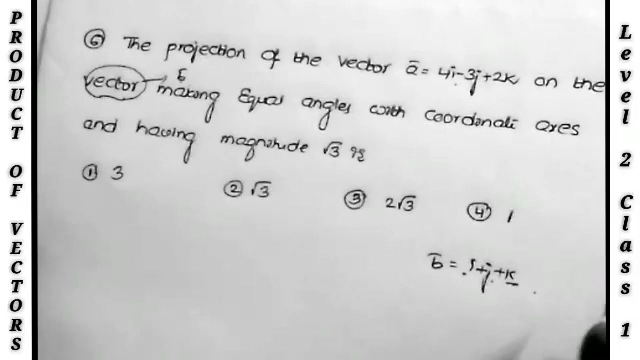 PRODUCT OF VECTORS
⑥ The projection of the vector a̅ = 4i-3j+2k on the
vector b̅ making Equal angles with coordinate axes
and having magnitude √3 is
① 3 ② √3 ③ 2√3 ④ 1
b̅ = i+j+k
Level 2 Class 1